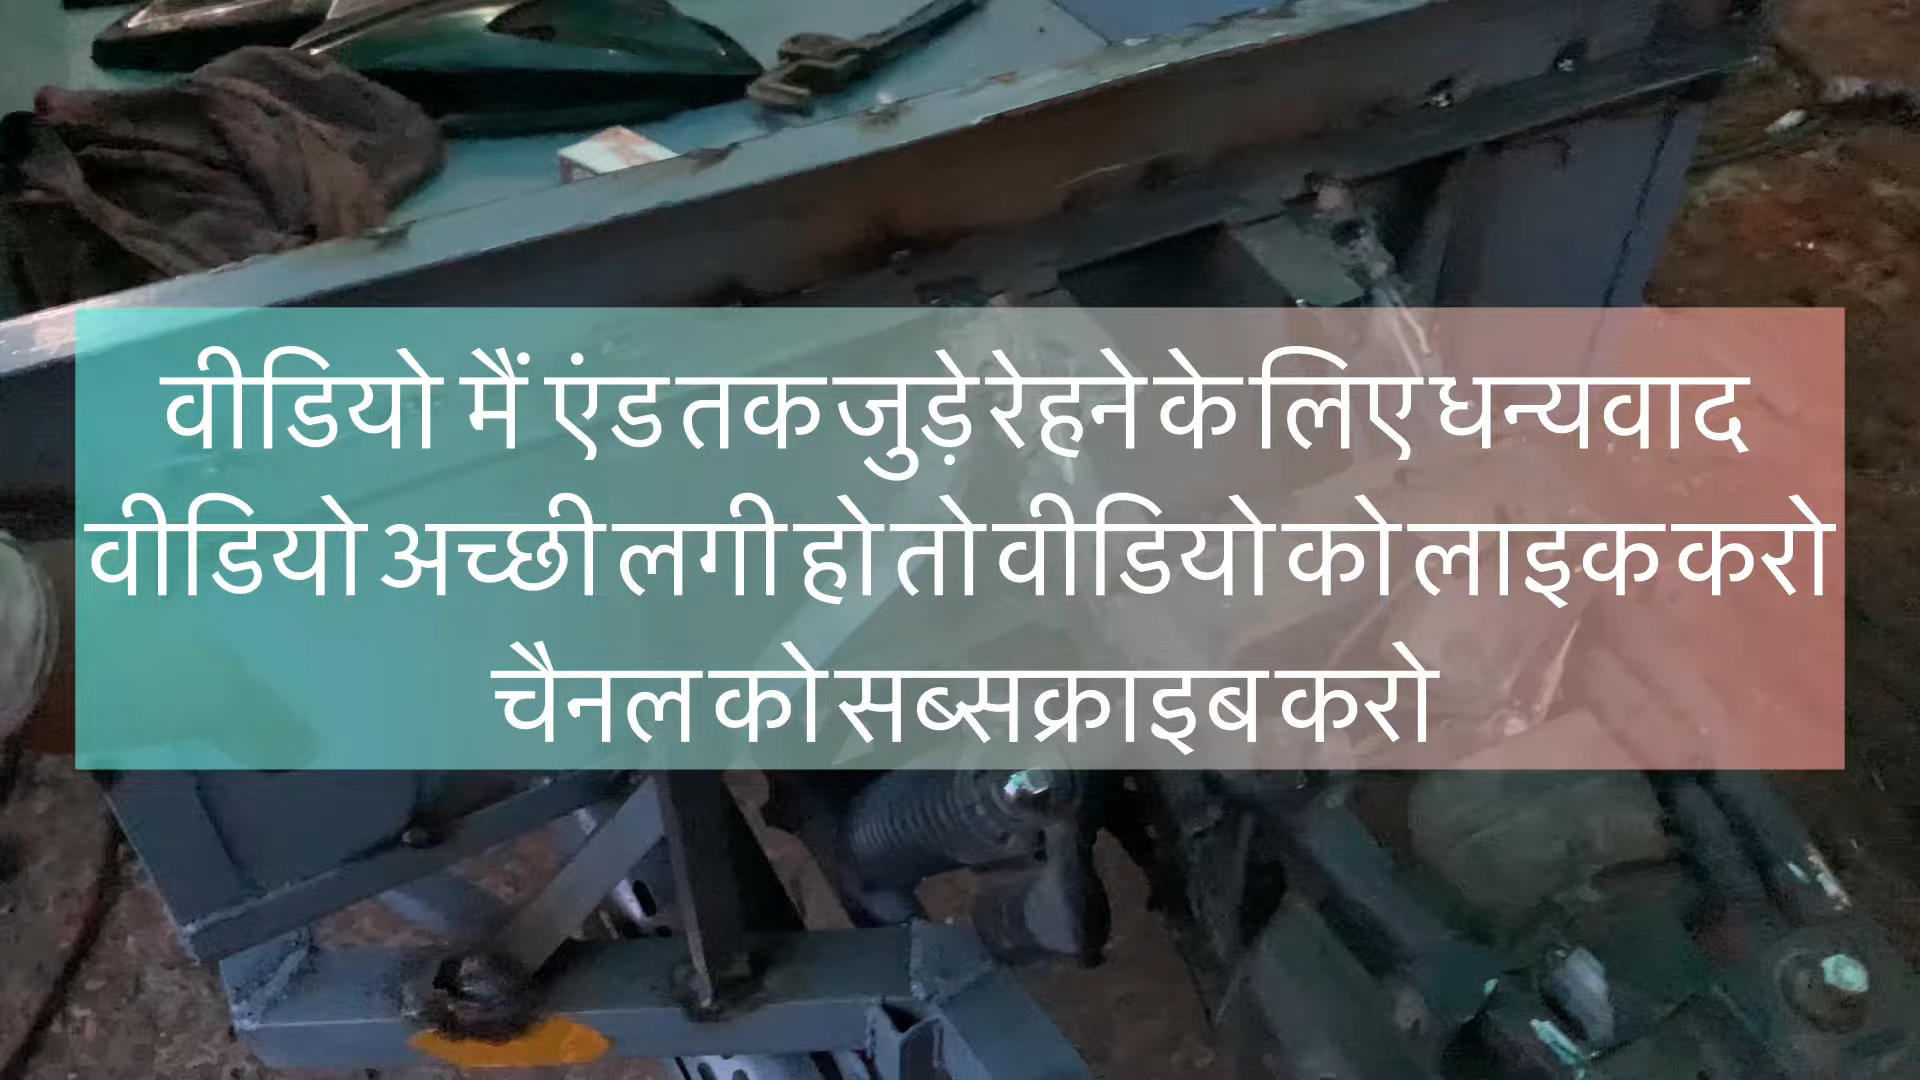 वीडियो मैं एंड तक जुड़े रेहने के लिए धन्यवाद
वीडियो अच्छी लगी हो तो वीडियो को लाइक करो
चैनल को सब्सक्राइब करो